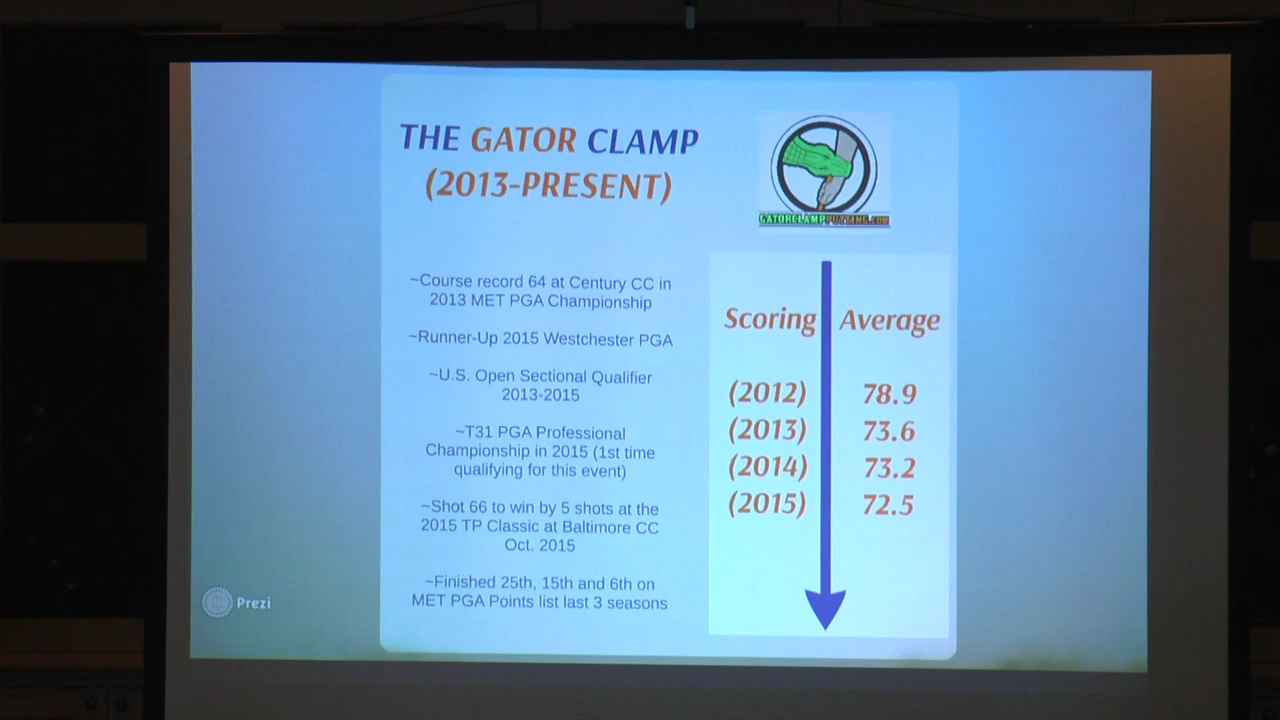 THE GATOR CLAMP
(2013-PRESENT)
GATORCLAMPPUTTING.COM
~Course record 64 at Century CC in
2013 MET PGA Championship
~Runner-Up 2015 Westchester PGA
~U.S. Open Sectional Qualifier
2013-2015
~T31 PGA Professional
Championship in 2015 (1st time
qualifying for this event)
~Shot 66 to win by 5 shots at the
2015 TP Classic at Baltimore CC
Oct. 2015
~Finished 25th, 15th and 6th on
MET PGA Points list last 3 seasons
Scoring Average
(2012) 78.9
(2013) 73.6
(2014) 73.2
(2015) 72.5
Prezi